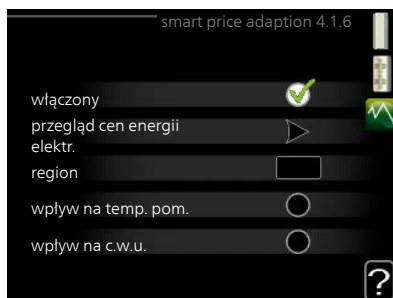 smart price adaption 4.1.6
włączony
przegląd cen energii
elektr.
region
wpływ na temp. pom.
wpływ na c.w.u.
?